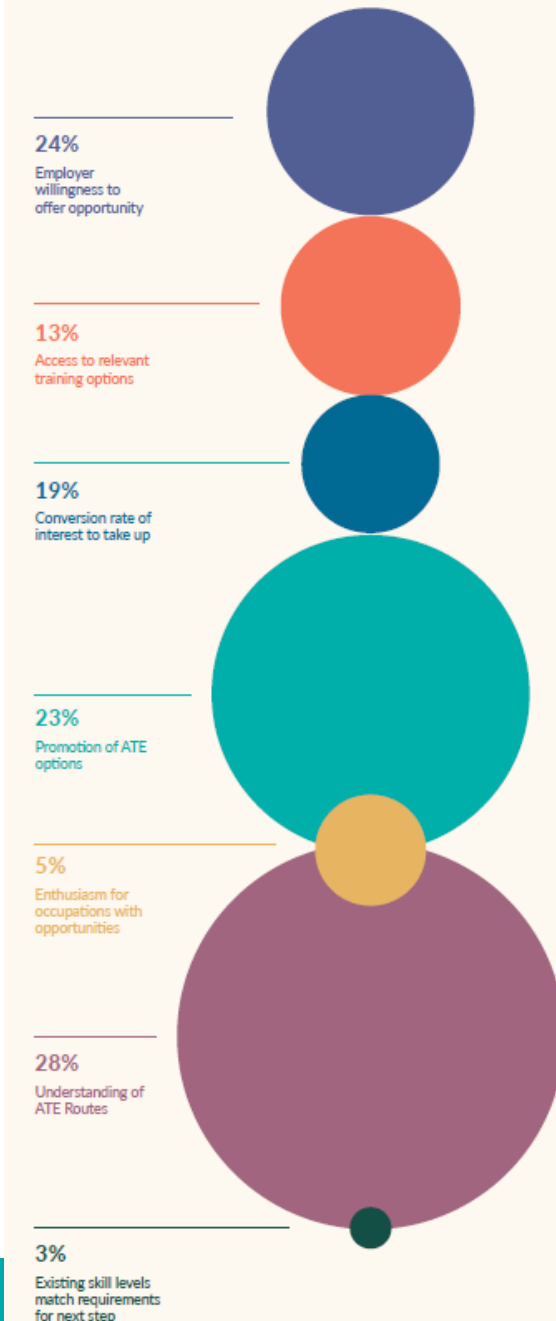 24%
Employer
willingness to
offer opportunity
13%
Access to relevant
training options
19%
Conversion rate of
interest to take up
23%
Promotion of ATE
options
5%
Enthusiasm for
occupations with
opportunities
28%
Understanding of
ATE Routes
3%
Existing skill levels
match requirements
for next step